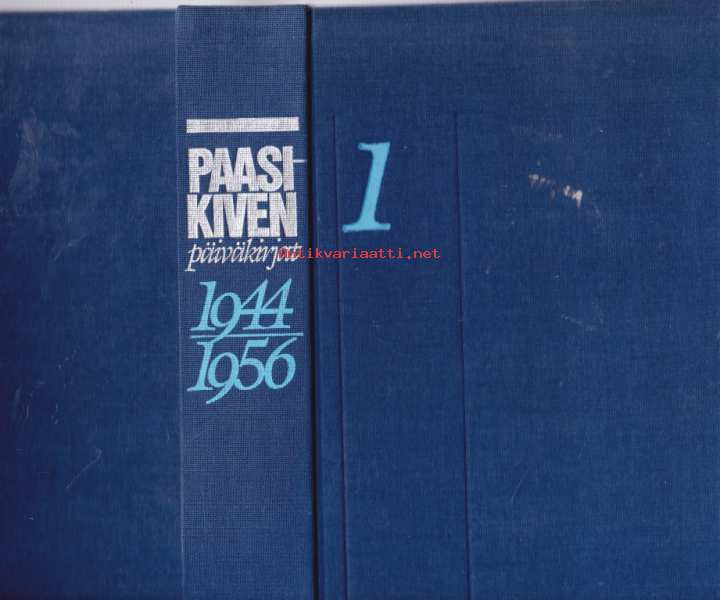 PAASI-
KIVEN
päiväkirjat
1944
1956
1
Antikvariaatti.net